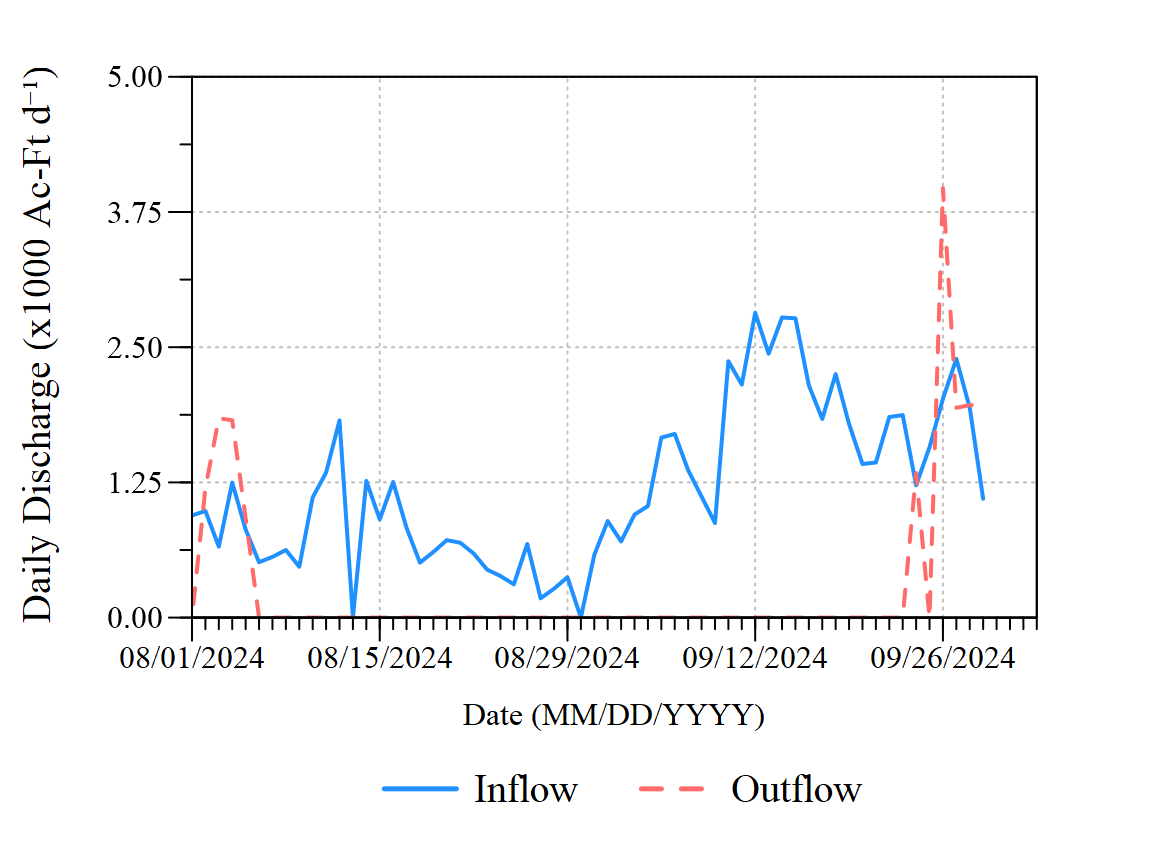 Daily Discharge (x1000 Ac-Ft d⁻¹)
5.00
3.75
2.50
1.25
0.00
08/01/2024 08/15/2024 08/29/2024 09/12/2024 09/26/2024
Date (MM/DD/YYYY)
Inflow Outflow